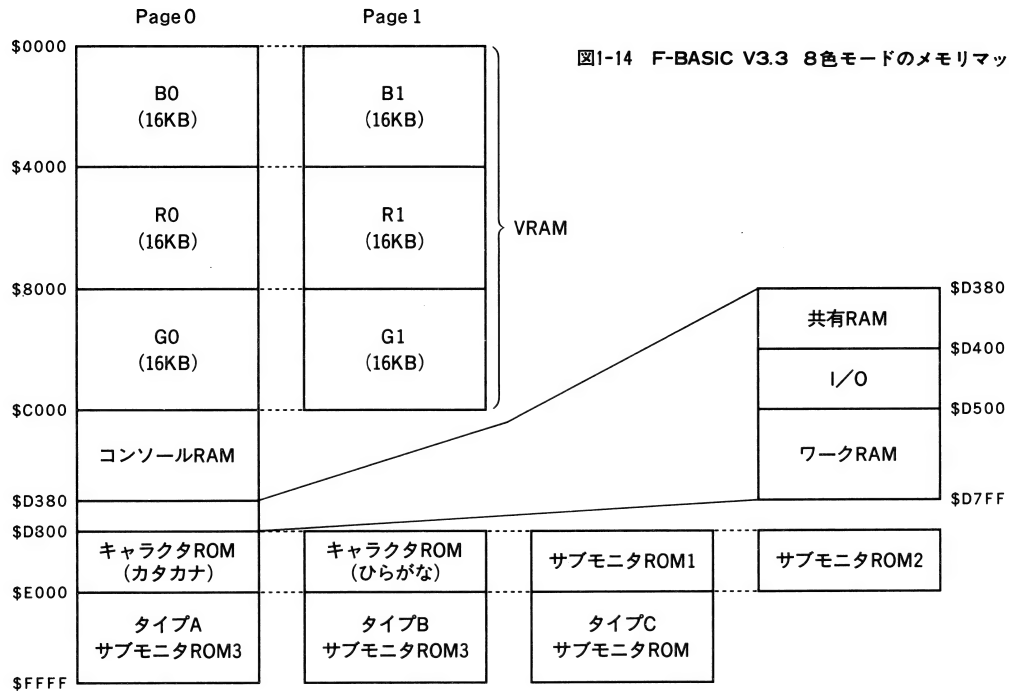 Page 0
Page 1
図1-14 F-BASIC V3.3 8色モードのメモリマッ
$0000
B0
(16KB)
B1
(16KB)
$4000
R0
(16KB)
R1
(16KB)
VRAM
$8000
G0
(16KB)
G1
(16KB)
$C000
コンソールRAM
$D380
$D800
$D380
共有RAM
$D400
I/O
$D500
ワークRAM
$D7FF
キャラクタROM
(カタカナ)
キャラクタROM
(ひらがな)
サブモニタROM1
サブモニタROM2
$E000
タイプA
サブモニタROM3
タイプB
サブモニタROM3
タイプC
サブモニタROM
$FFFF